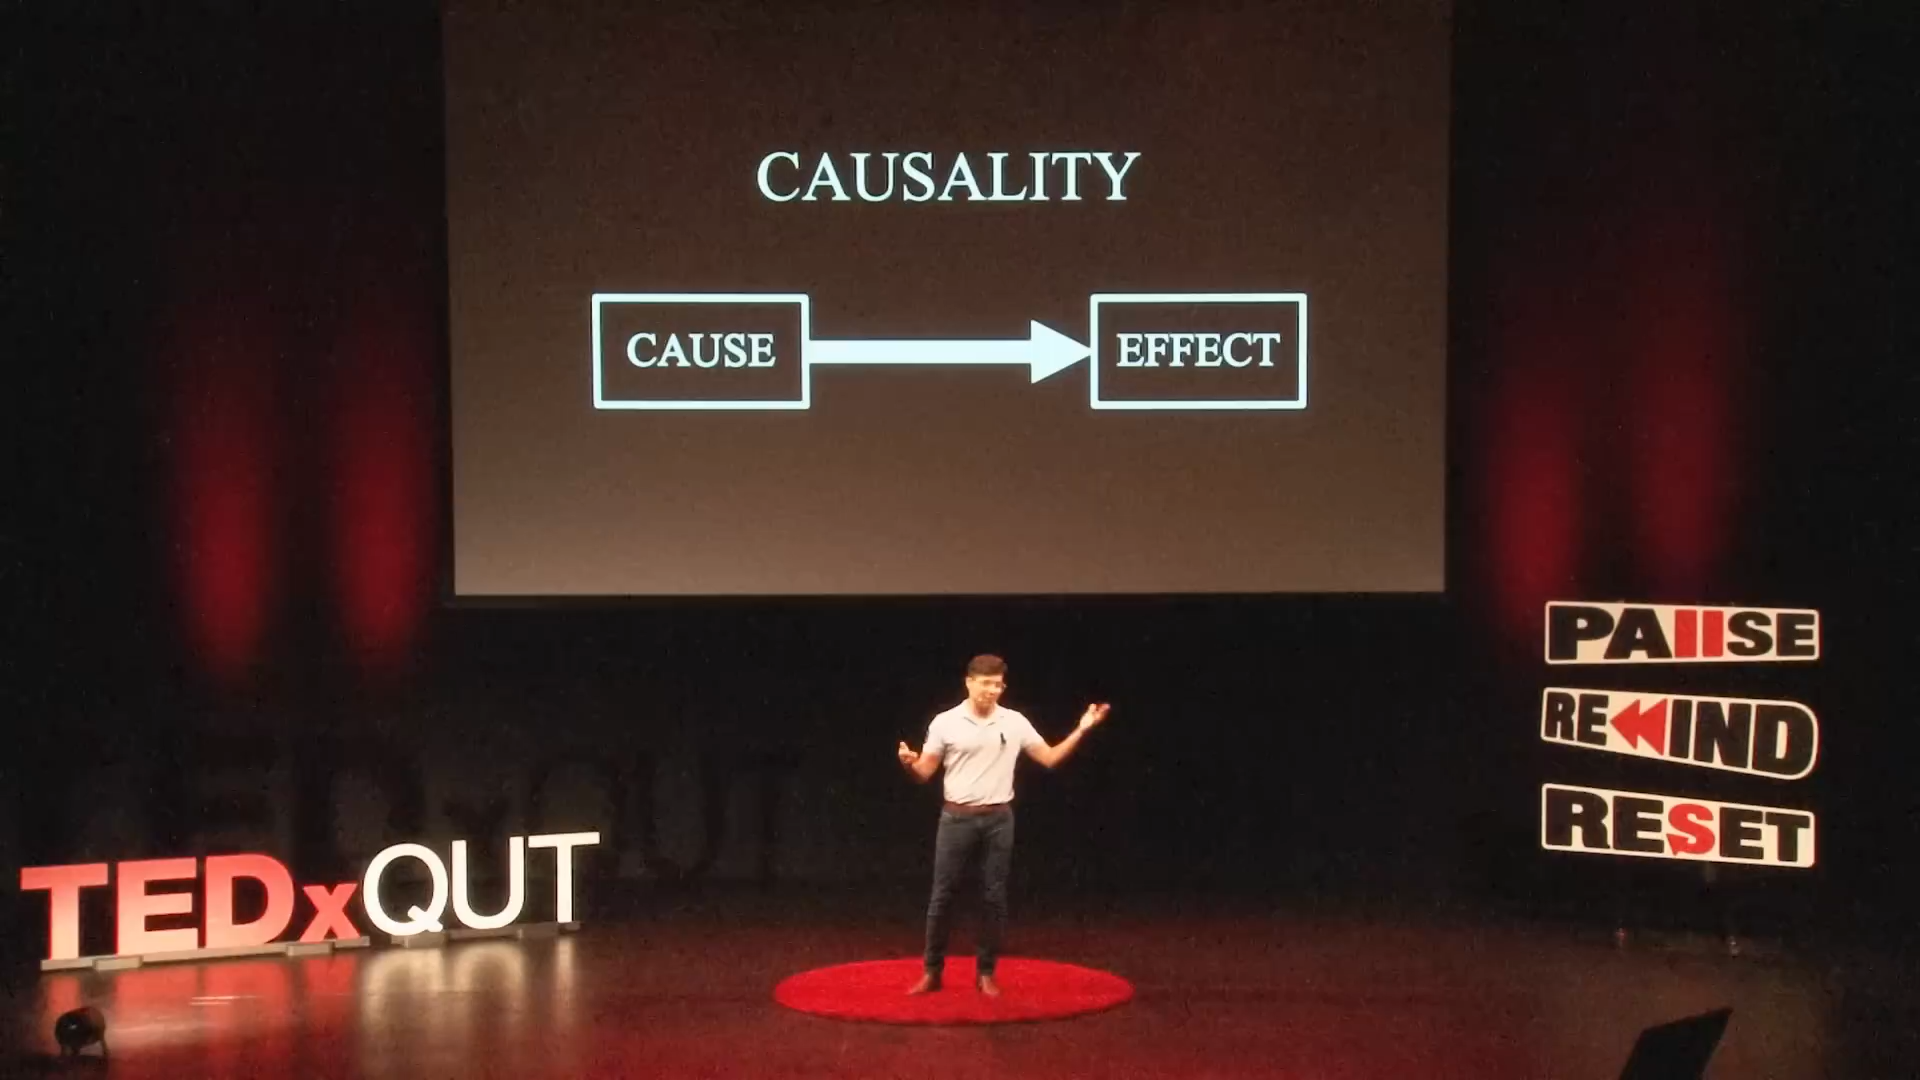 CAUSALITY
CAUSE
EFFECT
PAUSE
REWIND
RESET
TEDxQUT